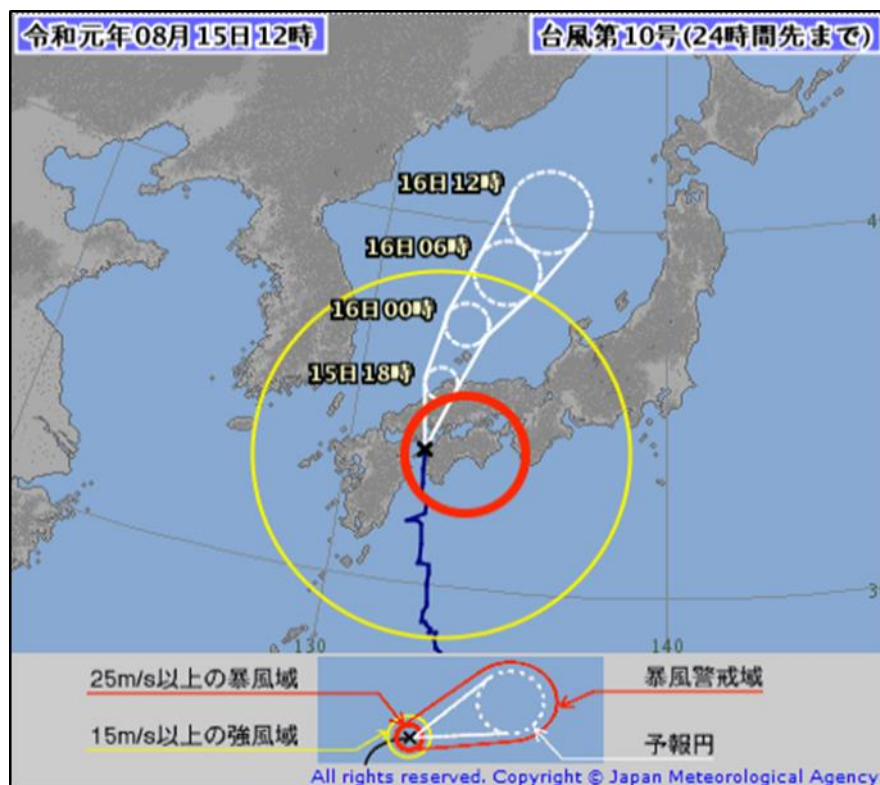 令和元年08月15日12時
台風第10号(24時間先まで)
16日12時
16日06時
4
16日00時
15日18時
3
130
140
25m/s以上の暴風域
暴風警戒域
15m/s以上の強風域
予報円
All rights reserved. Copyright © Japan Meteorological Agency